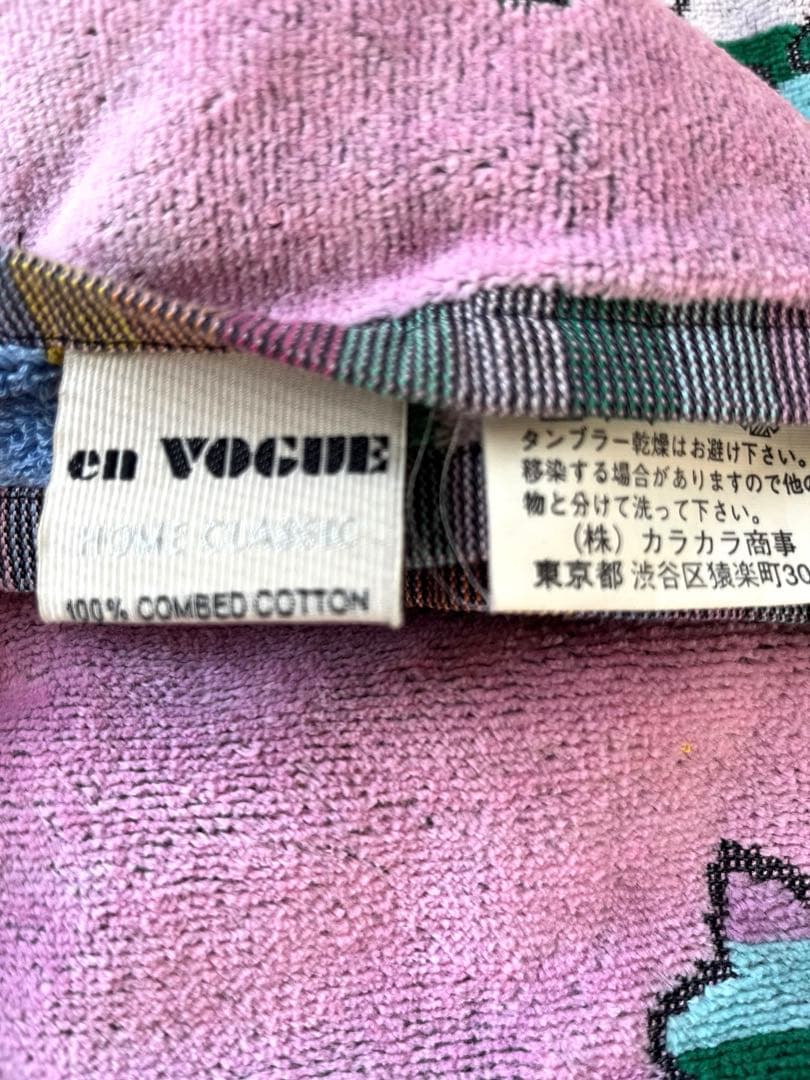 en VOGUE
HOME CLASSIC
100% COMBED COTTON
タンブラー乾燥はお避け下さい。
移染する場合がありますので他の
物と分けて洗って下さい。
(株) カラカラ商事
東京都 渋谷区猿楽町30